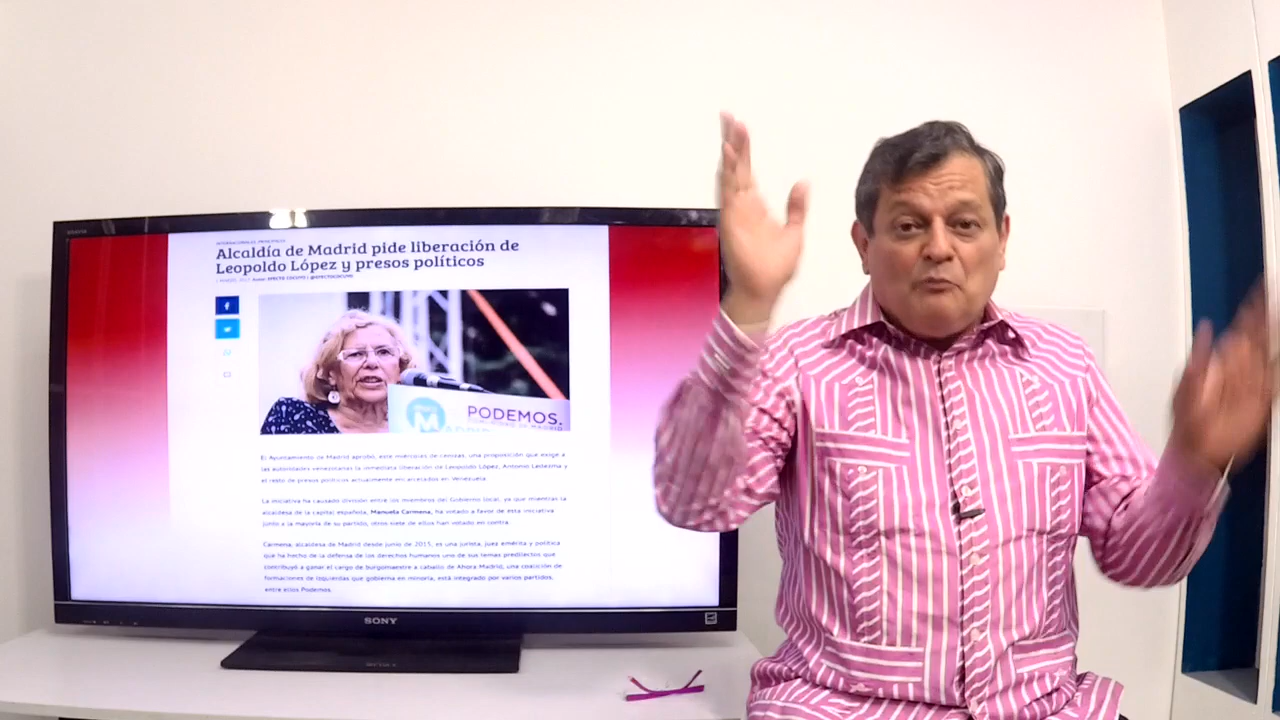 Alcaldía de Madrid pide liberación de
Leopoldo López y presos políticos
PODEMOS.
El Ayuntamiento de Madrid aprobó, este miércoles de cenizas, una proposición que exige a
las autoridades venezolanas la inmediata liberación de Leopoldo López, Antonio Ledezma y
el resto de presos políticos actualmente encarcelados en Venezuela
La iniciativa ha causado división entre los miembros del Gobierno local, ya que mientras la
alcaldesa de la capital española, Manuela Carmena, ha votado a favor de esta iniciativa
junto a la mayoría de su partido, otros siete de ellos han votado en contra.
Carmena, alcaldesa de Madrid desde junio de 2015, es una jurista, juez emérita y política
que ha hecho de la defensa de los derechos humanos uno de sus temas predilectos que
contribuyó a ganar el cargo de burgomaestre a caballo de Ahora Madrid, una coalición de
formaciones de izquierdas que gobierna en minoría, está integrado por varios partidos,
entre ellos Podemos.
SONY